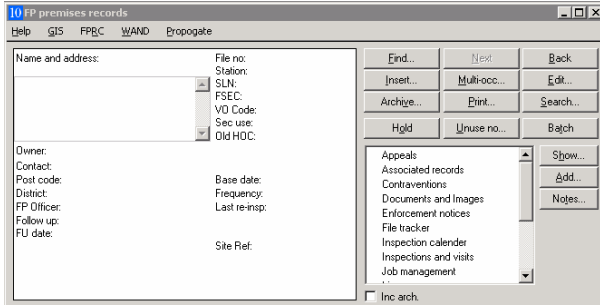 10 FP premises records
Help GIS FPRC WAND Propogate
Name and address:
File no:
Station:
SLN:
FSEC:
VO Code:
Sec use:
Old HOC:
Owner:
Contact:
Post code:
Base date:
District:
Frequency:
FP Officer:
Last re-insp:
Follow up:
FU date:
Site Ref:
Find... Next Back
Insert... Multi-occ... Edit...
Archive... Print... Search...
Hold Unuse no... Batch
Appeals
Associated records
Contraventions
Documents and Images
Enforcement notices
File tracker
Inspection calender
Inspections and visits
Job management
Show...
Add...
Notes...
Inc arch.